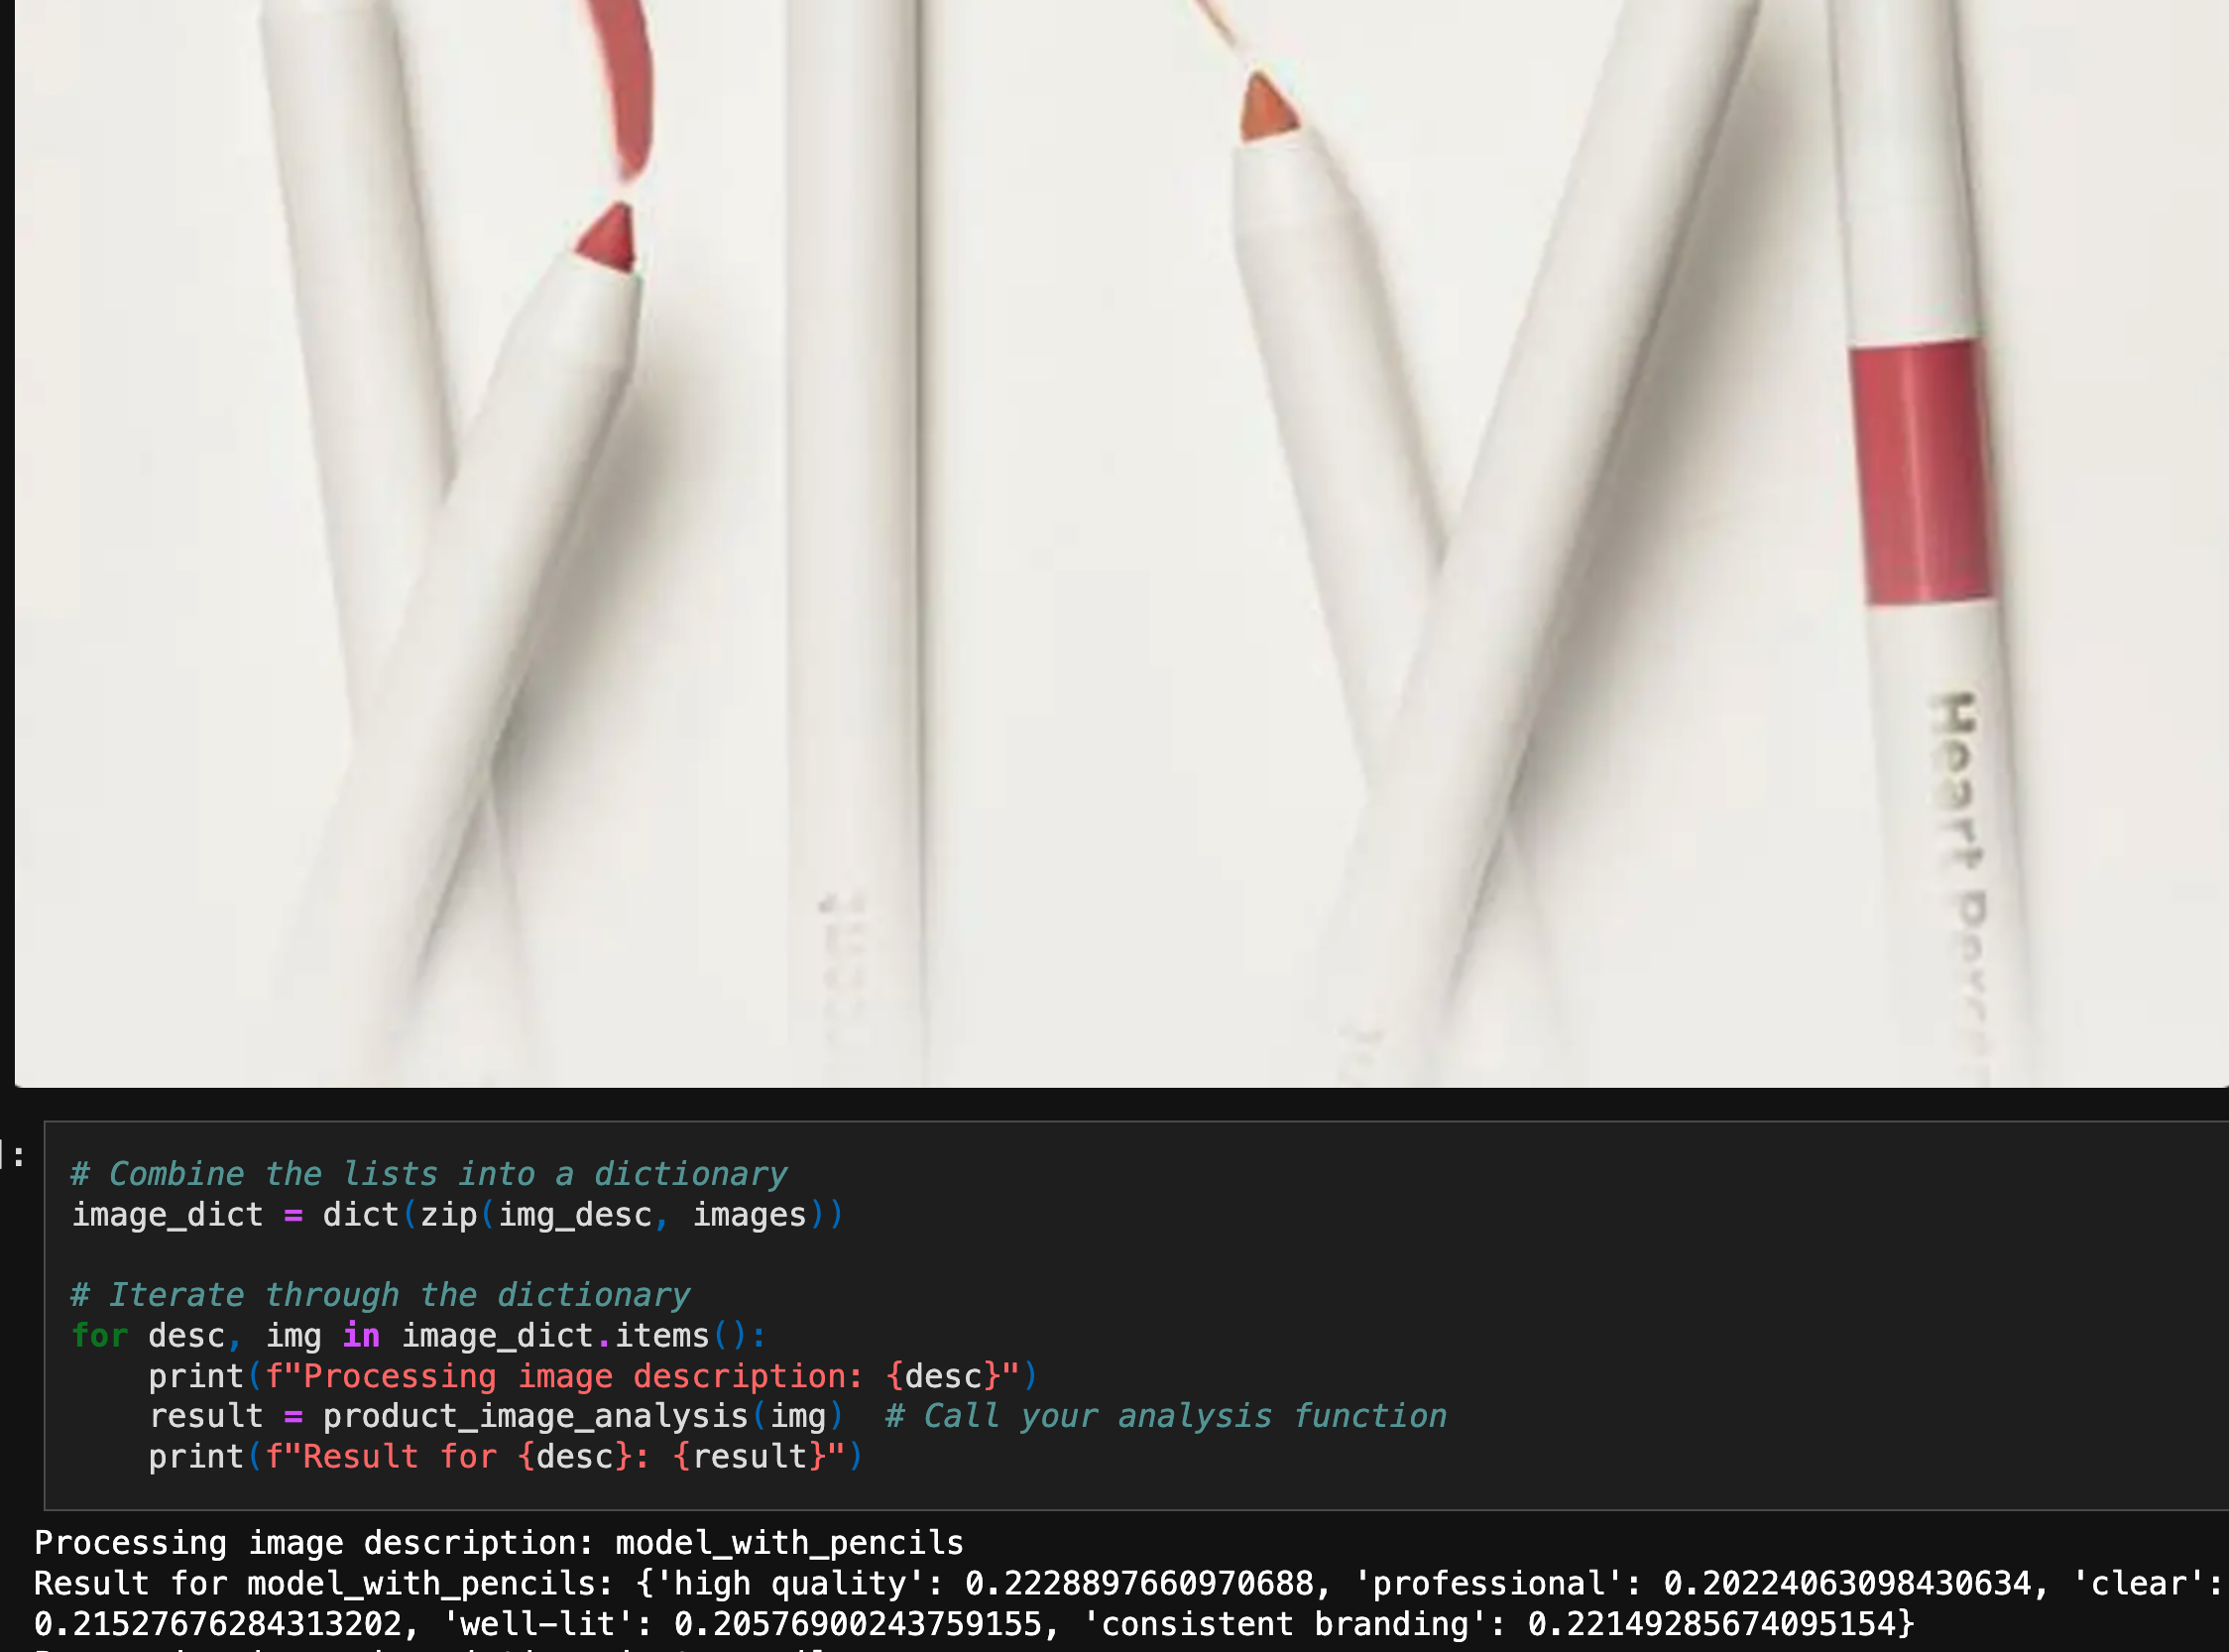 Heart
]:
# Combine the lists into a dictionary
image_dict = dict(zip(img_desc, images))
# Iterate through the dictionary
for desc, img in image_dict.items():
    print(f"Processing image description: {desc}")
    result = product_image_analysis(img)  # Call your analysis function
    print(f"Result for {desc}: {result}")
Processing image description: model_with_pencils
Result for model_with_pencils: {'high quality': 0.2228897660970688, 'professional': 0.20224063098430634, 'clear':
0.21527676284313202, 'well-lit': 0.20576900243759155, 'consistent branding': 0.22149285674095154}